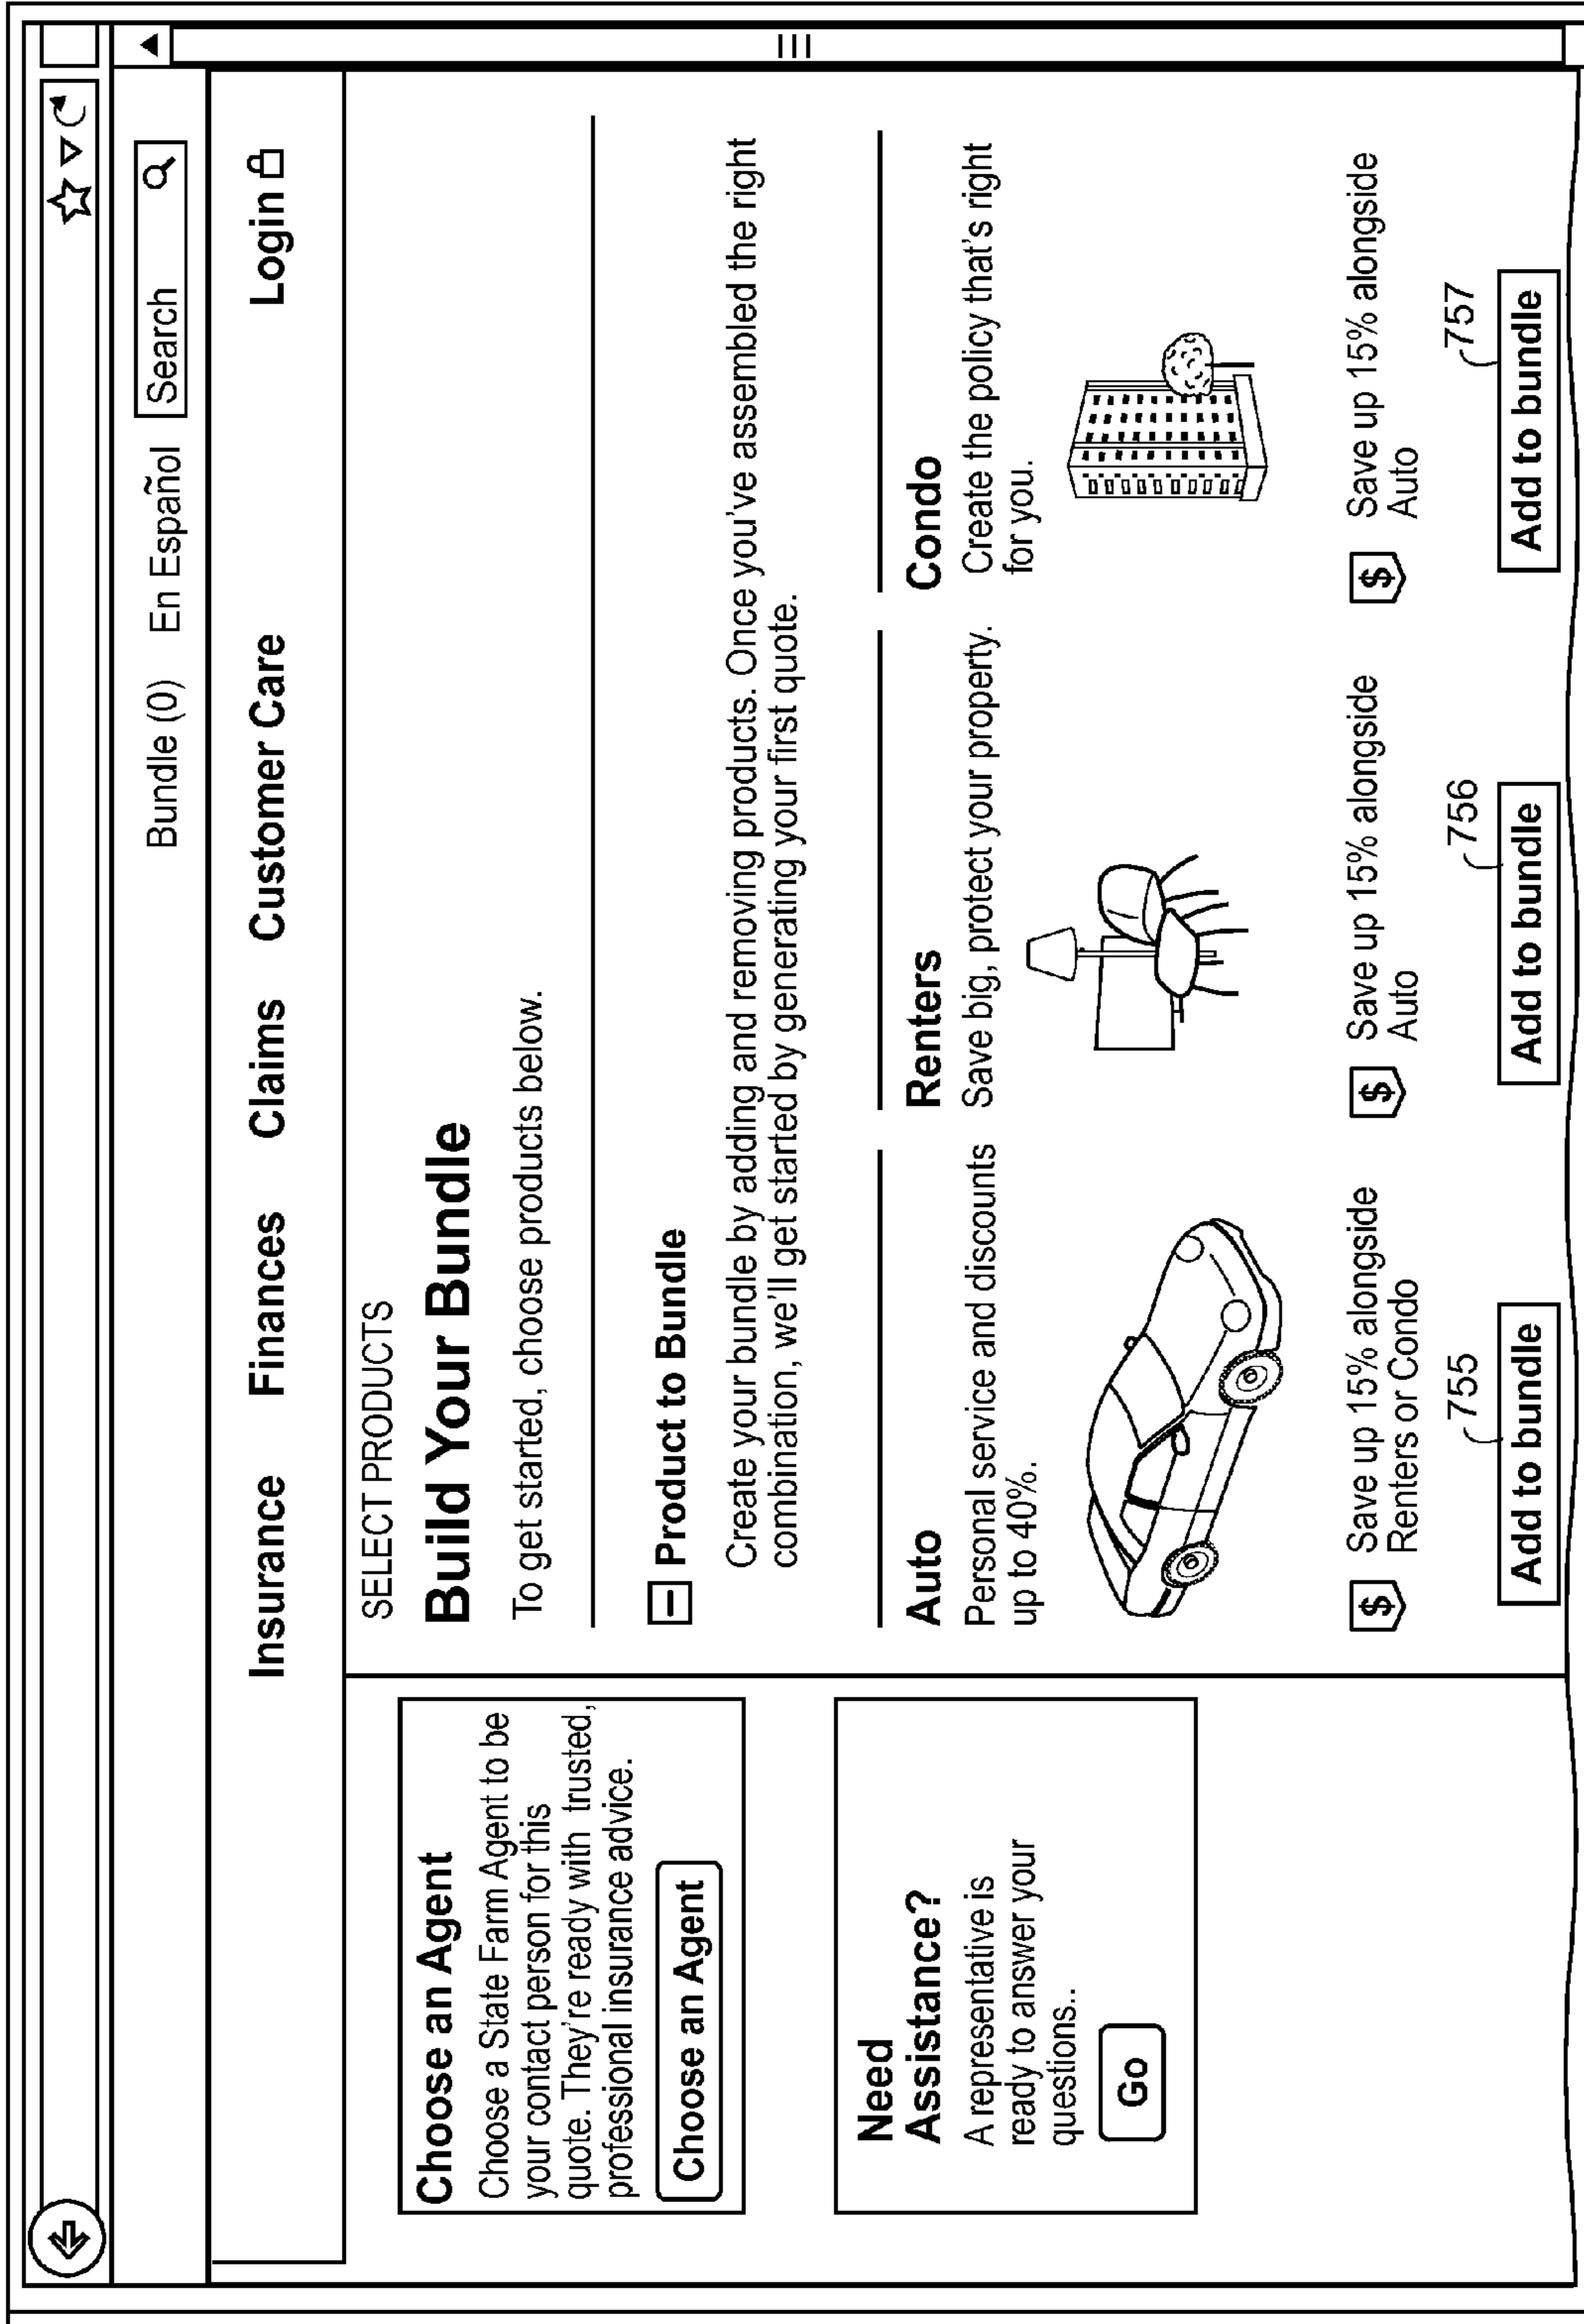 Bundle (0) En Español Search
Insurance Finances Claims Customer Care Login
Choose an Agent
Choose a State Farm Agent to be
your contact person for this
quote. They're ready with trusted,
professional insurance advice.
Choose an Agent
Need
Assistance?
A representative is
ready to answer your
questions..
Go
SELECT PRODUCTS
Build Your Bundle
To get started, choose products below.
Product to Bundle
Create your bundle by adding and removing products. Once you've assembled the right
combination, we'll get started by generating your first quote.
Auto
Personal service and discounts
up to 40%.
$ Save up 15% alongside
Renters or Condo
755
Add to bundle
Renters
Save big, protect your property.
$ Save up 15% alongside
Auto
756
Add to bundle
Condo
Create the policy that's right
for you.
$ Save up 15% alongside
Auto
757
Add to bundle